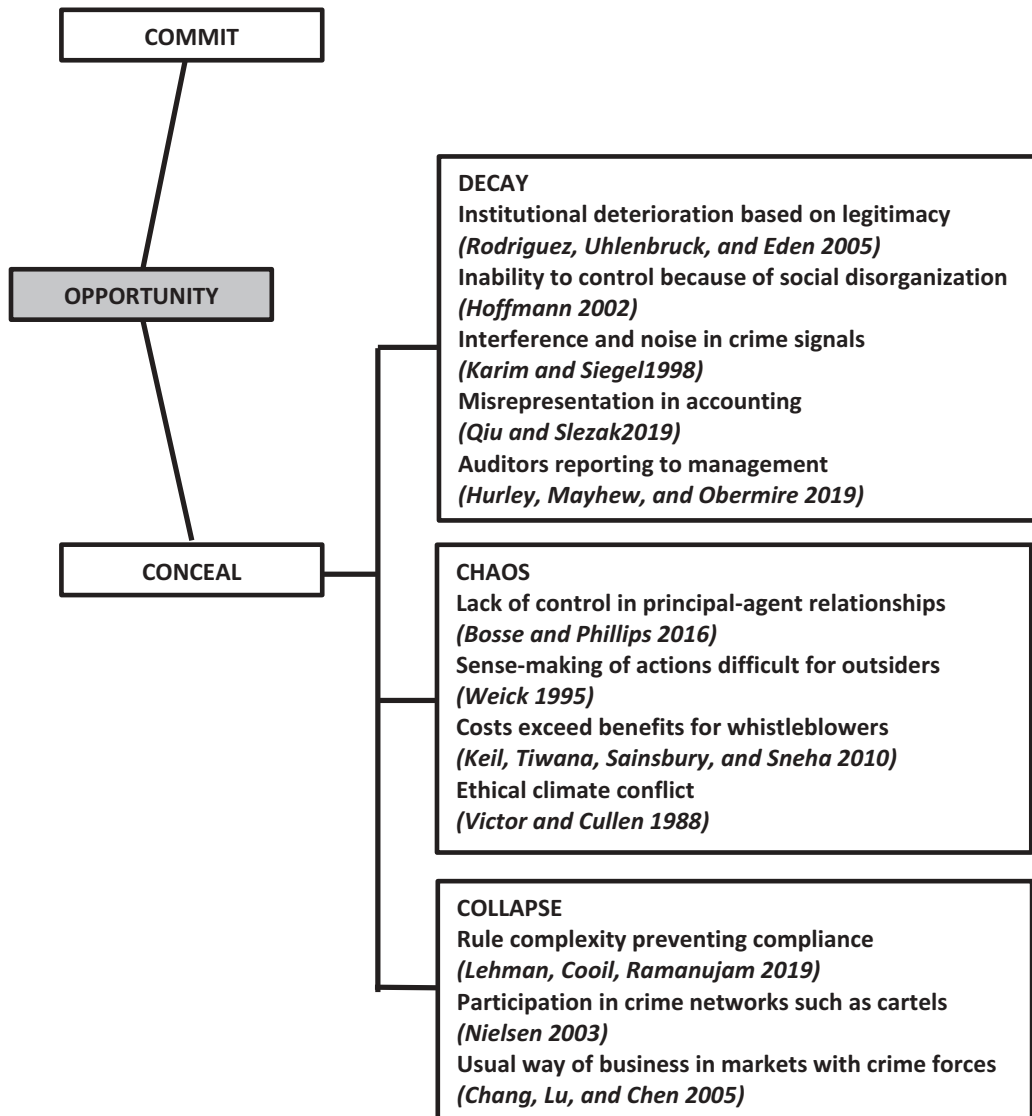 COMMIT
OPPORTUNITY
CONCEAL
DECAY
Institutional deterioration based on legitimacy
(Rodriguez, Uhlenbruck, and Eden 2005)
Inability to control because of social disorganization
(Hoffmann 2002)
Interference and noise in crime signals
(Karim and Siegel1998)
Misrepresentation in accounting
(Qiu and Slezak2019)
Auditors reporting to management
(Hurley, Mayhew, and Obermire 2019)
CHAOS
Lack of control in principal-agent relationships
(Bosse and Phillips 2016)
Sense-making of actions difficult for outsiders
(Weick 1995)
Costs exceed benefits for whistleblowers
(Keil, Tiwana, Sainsbury, and Sneha 2010)
Ethical climate conflict
(Victor and Cullen 1988)
COLLAPSE
Rule complexity preventing compliance
(Lehman, Cooil, Ramanujam 2019)
Participation in crime networks such as cartels
(Nielsen 2003)
Usual way of business in markets with crime forces
(Chang, Lu, and Chen 2005)